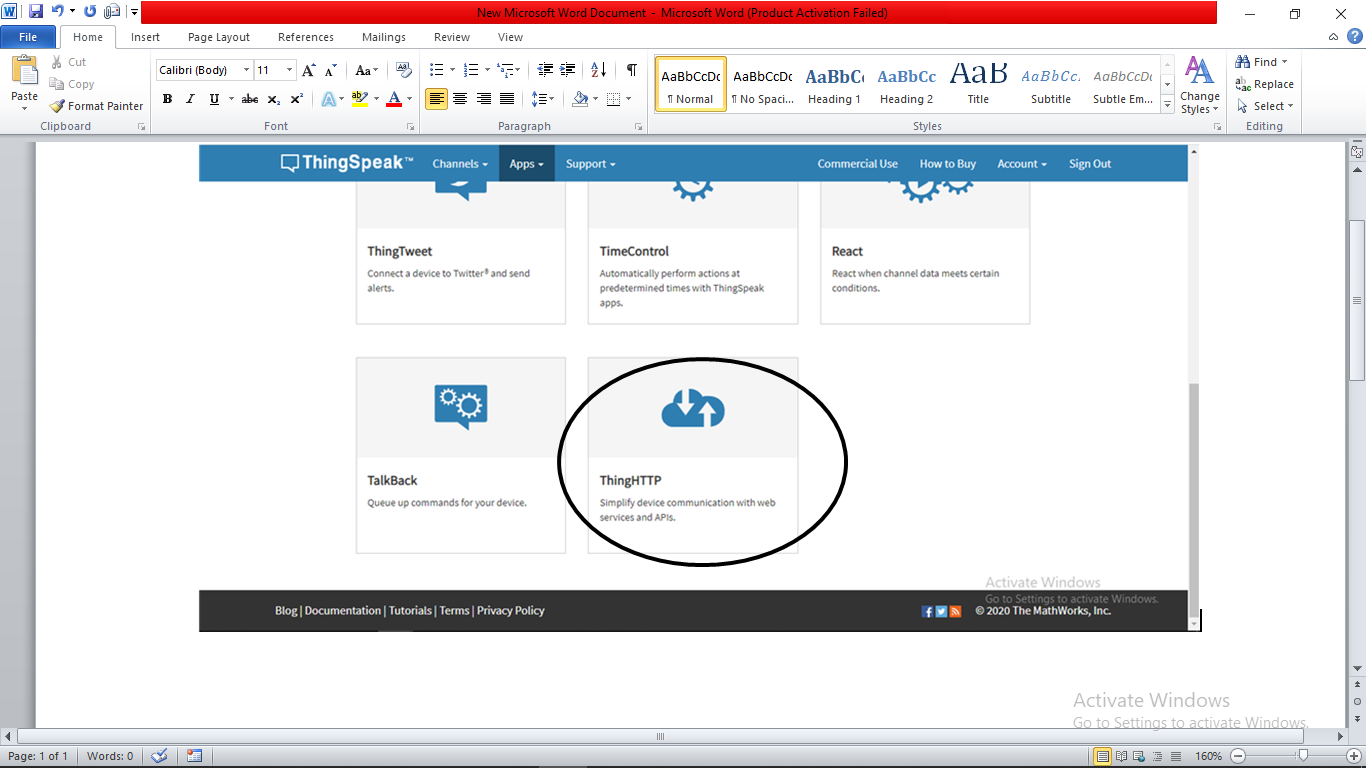 New Microsoft Word Document - Microsoft Word (Product Activation Failed)
File Home Insert Page Layout References Mailings Review View
Paste
Cut
Copy
Format Painter
Clipboard
Calibri (Body) 11
Font
Paragraph
AaBbCcDc AaBbCcDc AaBbCc AaBbCc AaB AaBbCc. AaBbCcDc
¶ Normal ¶ No Spaci... Heading 1 Heading 2 Title Subtitle Subtle Em...
Styles
Change
Styles
Find
Replace
Select
Editing
ThingSpeak™ Channels Apps Support Commercial Use How to Buy Account Sign Out
ThingTweet
Connect a device to Twitter® and send
alerts.
TimeControl
Automatically perform actions at
predetermined times with ThingSpeak
apps.
React
React when channel data meets certain
conditions.
TalkBack
Queue up commands for your device.
ThingHTTP
Simplify device communication with web
services and APIs.
Activate Windows
Go to Settings to activate Windows.
Blog | Documentation | Tutorials | Terms | Privacy Policy
© 2020 The MathWorks, Inc.
Activate Windows
Go to Settings to activate Windows.
Page: 1 of 1 Words: 0 160%